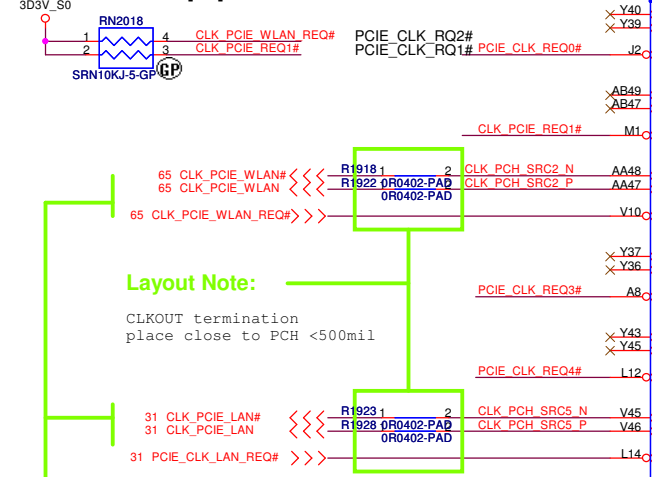 3D3V_S0
RN2018
1 4 CLK_PCIE_WLAN_REQ#
2 3 CLK_PCIE_REQ1#
SRN10KJ-5-GP
GP
PCIE_CLK_RQ2#
PCIE_CLK_RQ1# PCIE_CLK_REQ0# J2
Y40
Y39
AB49
AB47
CLK_PCIE_REQ1# M1
65 CLK_PCIE_WLAN# R1918 1 2 CLK_PCH_SRC2_N AA48
65 CLK_PCIE_WLAN R1922 1 0R0402-PAD 2 CLK_PCH_SRC2_P AA47
0R0402-PAD
65 CLK_PCIE_WLAN_REQ# V10
Y37
Y36
Layout Note:
PCIE_CLK_REQ3# A8
CLKOUT termination
place close to PCH <500mil
Y43
Y45
PCIE_CLK_REQ4# L12
31 CLK_PCIE_LAN# R1923 1 2 CLK_PCH_SRC5_N V45
31 CLK_PCIE_LAN R1928 1 0R0402-PAD 2 CLK_PCH_SRC5_P V46
0R0402-PAD
31 PCIE_CLK_LAN_REQ# L14